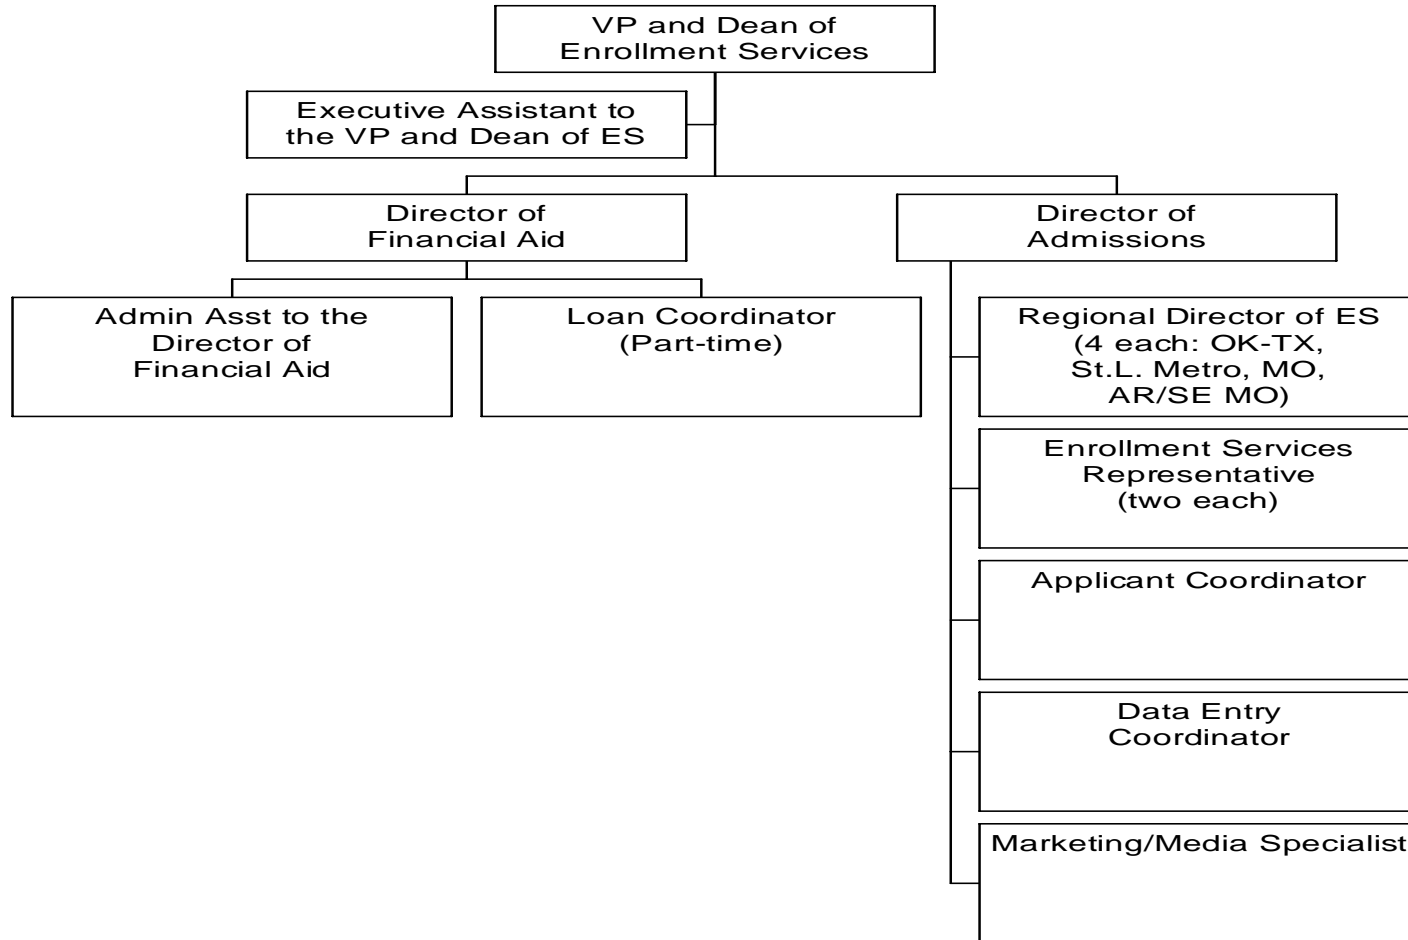 VP and Dean of
Enrollment Services
Executive Assistant to
the VP and Dean of ES
Director of
Financial Aid
Director of
Admissions
Admin Asst to the
Director of
Financial Aid
Loan Coordinator
(Part-time)
Regional Director of ES
(4 each: OK-TX,
St.L. Metro, MO,
AR/SE MO)
Enrollment Services
Representative
(two each)
Applicant Coordinator
Data Entry
Coordinator
Marketing/Media Specialist